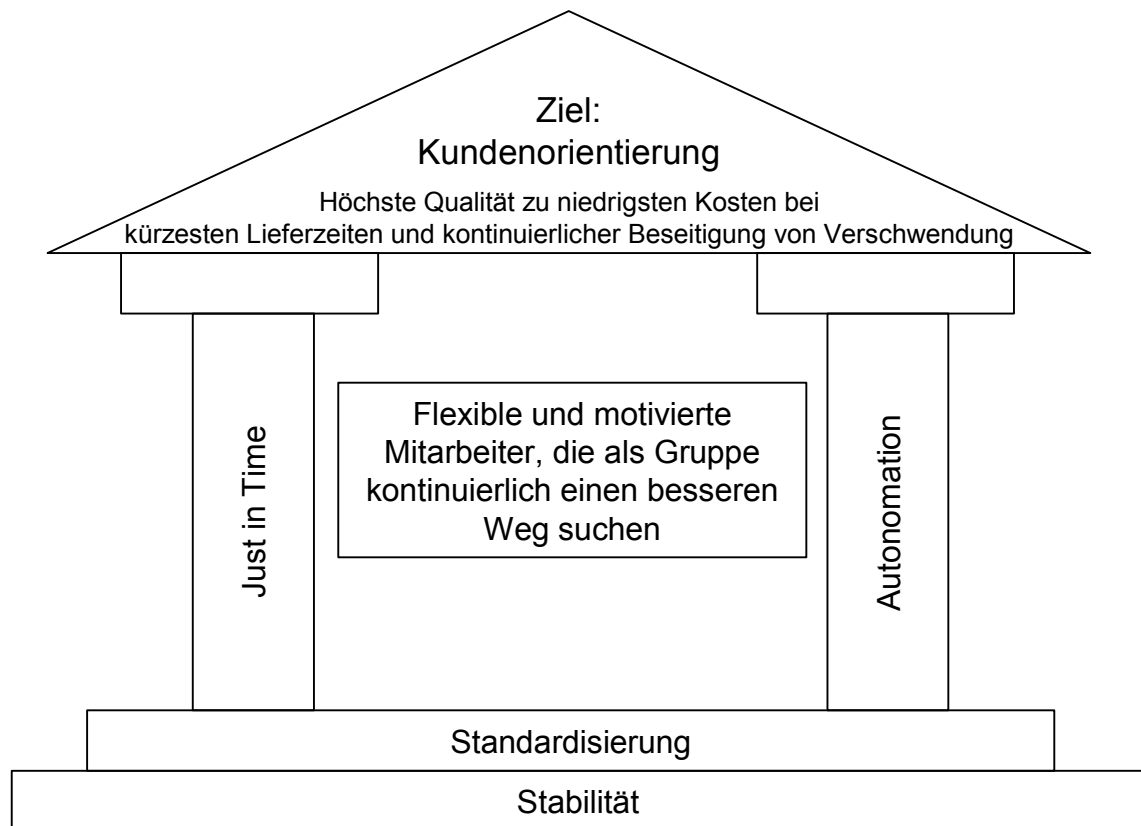 Ziel:
Kundenorientierung
Höchste Qualität zu niedrigsten Kosten bei
kürzesten Lieferzeiten und kontinuierlicher Beseitigung von Verschwendung
Just in Time
Flexible und motivierte
Mitarbeiter, die als Gruppe
kontinuierlich einen besseren
Weg suchen
Autonomation
Standardisierung
Stabilität